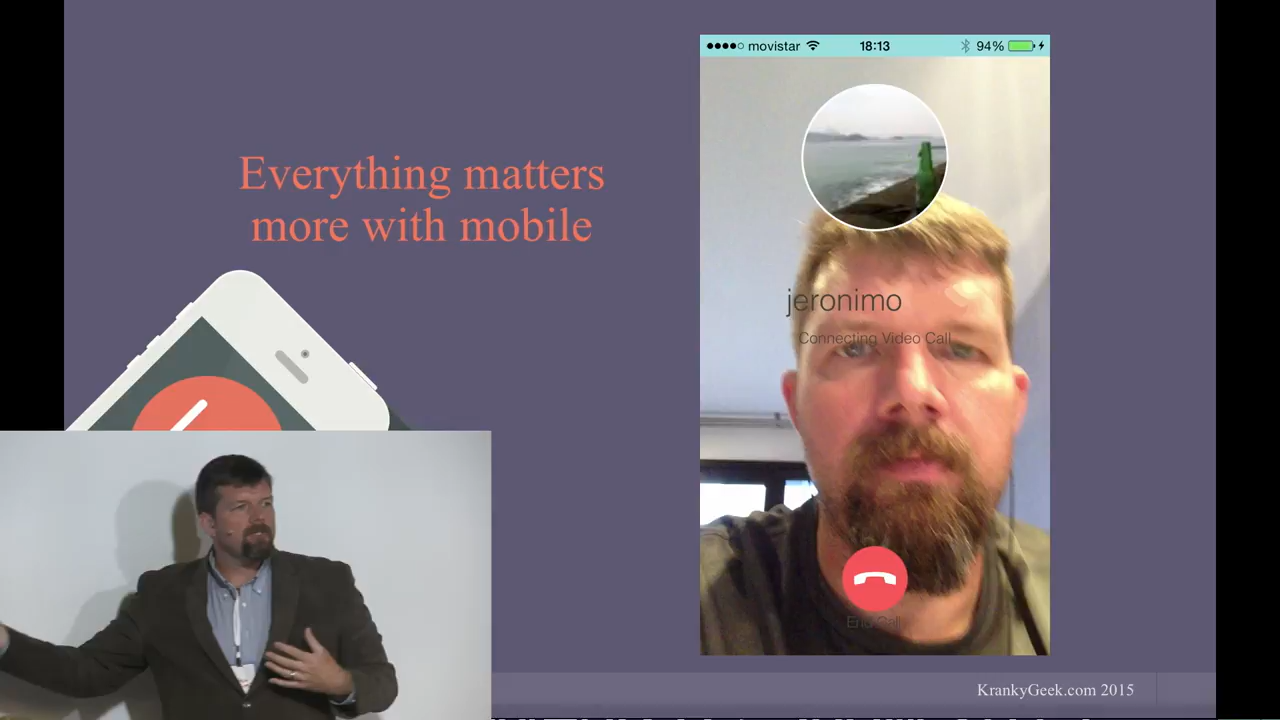 movistar 18:13 94%
Everything matters
more with mobile
jeronimo
Connecting Video Call
End Call
KrankyGeek.com 2015